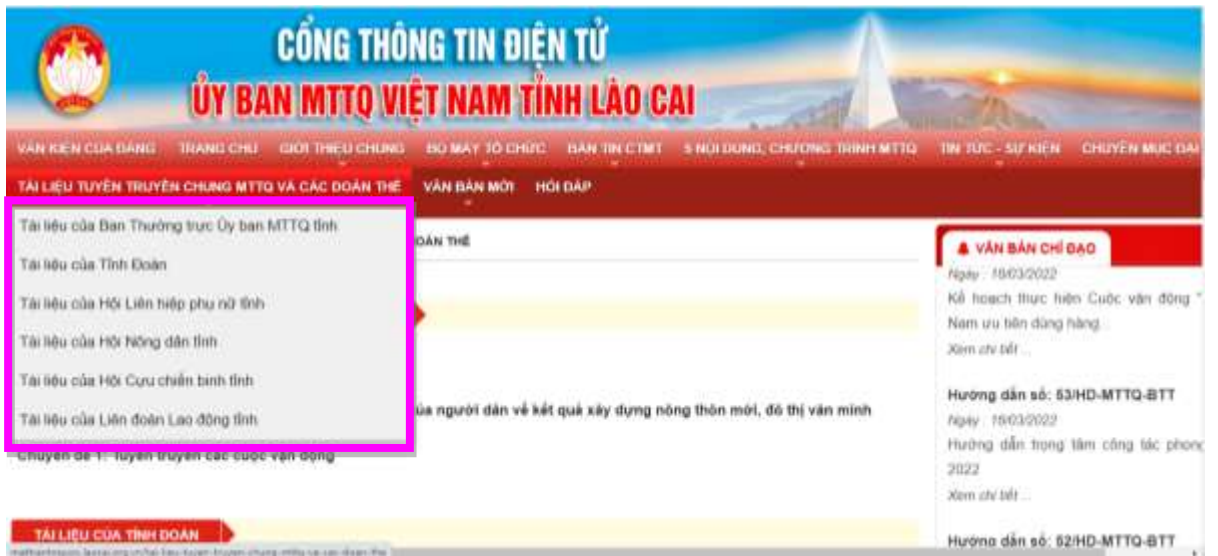 CỔNG THÔNG TIN ĐIỆN TỬ
ỦY BAN MTTQ VIỆT NAM TỈNH LÀO CAI
VĂN KIỆN CỦA ĐẢNG TRANG CHỦ GIỚI THIỆU CHUNG BỘ MÁY TỔ CHỨC BẢN TIN CTMT 5 NỘI DUNG, CHƯƠNG TRÌNH MTTQ TIN TỨC - SỰ KIỆN CHUYÊN MỤC ĐẠI
TÀI LIỆU TUYÊN TRUYỀN CHUNG MTTQ VÀ CÁC ĐOÀN THỂ VĂN BẢN MỚI HỎI ĐÁP
Tài liệu của Ban Thường trực Ủy ban MTTQ tỉnh
Tài liệu của Tỉnh Đoàn
Tài liệu của Hội Liên hiệp phụ nữ tỉnh
Tài liệu của Hội Nông dân tỉnh
Tài liệu của Hội Cựu chiến binh tỉnh
Tài liệu của Liên đoàn Lao động tỉnh
ĐOÀN THỂ
của người dân về kết quả xây dựng nông thôn mới, đô thị văn minh
Chuyên đề 1: Tuyên truyền các cuộc vận động
TÀI LIỆU CỦA TỈNH ĐOÀN
VĂN BẢN CHỈ ĐẠO
Ngày : 18/03/2022
Kế hoạch thực hiện Cuộc vận động "
Nam ưu tiên dùng hàng...
Xem chi tiết ...
Hướng dẫn số: 53/HD-MTTQ-BTT
Ngày : 16/03/2022
Hướng dẫn trọng tâm công tác phong
2022
Xem chi tiết ...
Hướng dẫn số: 52/HD-MTTQ-BTT